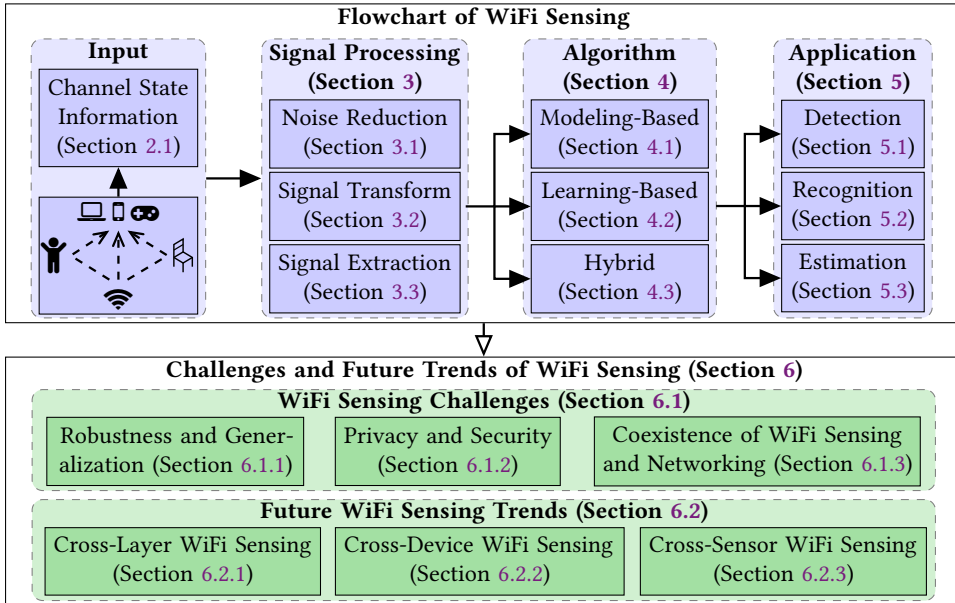 Flowchart of WiFi Sensing
Input
Channel State
Information
(Section 2.1)
Signal Processing
(Section 3)
Noise Reduction
(Section 3.1)
Signal Transform
(Section 3.2)
Signal Extraction
(Section 3.3)
Algorithm
(Section 4)
Modeling-Based
(Section 4.1)
Learning-Based
(Section 4.2)
Hybrid
(Section 4.3)
Application
(Section 5)
Detection
(Section 5.1)
Recognition
(Section 5.2)
Estimation
(Section 5.3)
Challenges and Future Trends of WiFi Sensing (Section 6)
WiFi Sensing Challenges (Section 6.1)
Robustness and Gener-
alization (Section 6.1.1)
Privacy and Security
(Section 6.1.2)
Coexistence of WiFi Sensing
and Networking (Section 6.1.3)
Future WiFi Sensing Trends (Section 6.2)
Cross-Layer WiFi Sensing
(Section 6.2.1)
Cross-Device WiFi Sensing
(Section 6.2.2)
Cross-Sensor WiFi Sensing
(Section 6.2.3)